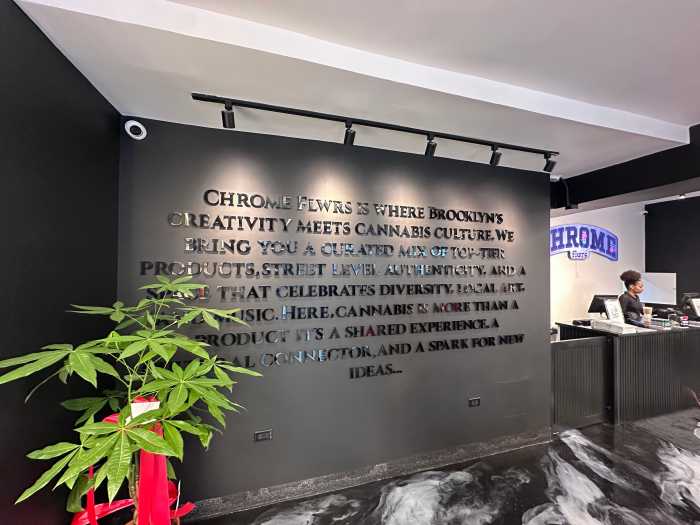 Chrome Flwrs is where Brooklyn's
creativity meets cannabis culture. We
bring you a curated mix of top-tier
products, street level authenticity, and a
space that celebrates diversity, local art,
music. Here, cannabis is more than a
product it's a shared experience. A
connector, and a spark for new
ideas...
CHROME
flwrs